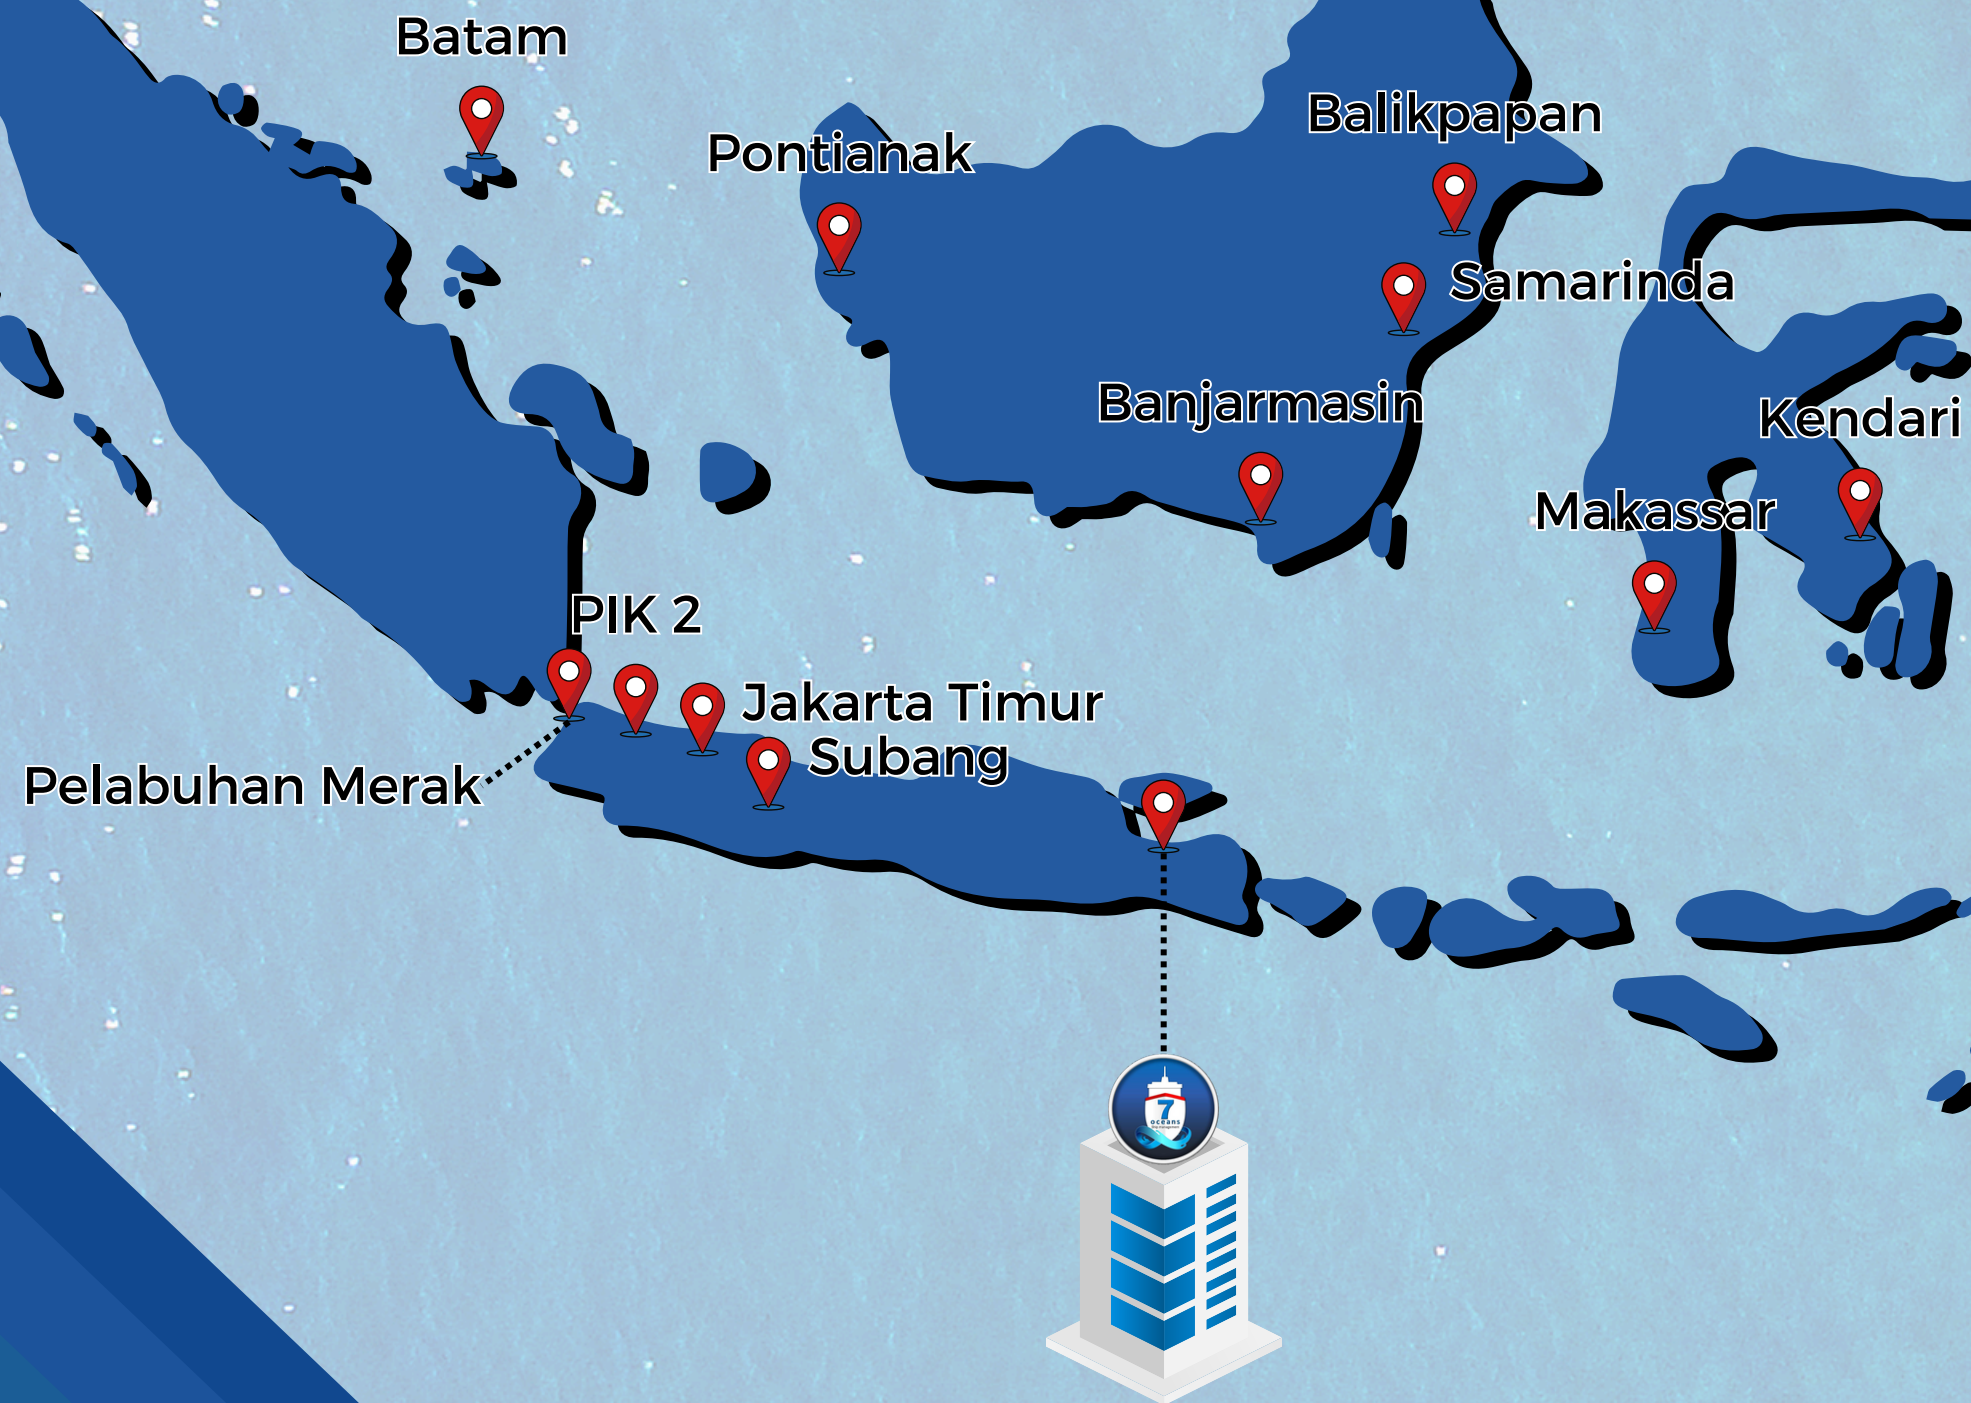 Batam
Balikpapan
Pontianak
Samarinda
Banjarmasin
Kendari
Makassar
PIK 2
Jakarta Timur
Subang
Pelabuhan Merak
7
oceans